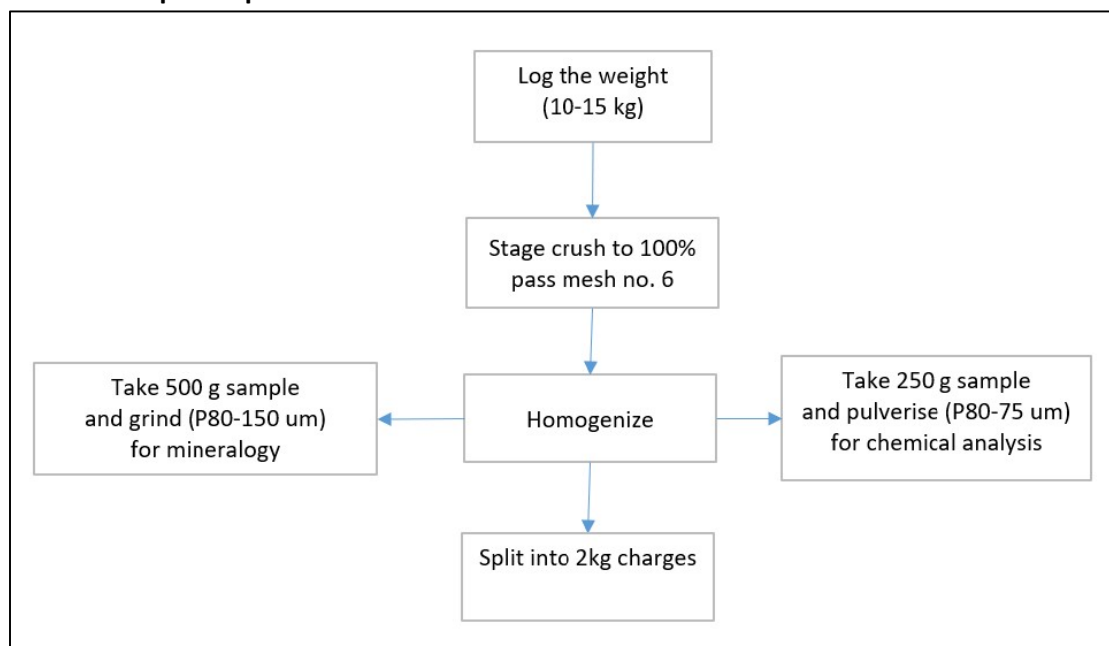 Log the weight
(10-15 kg)
Stage crush to 100%
pass mesh no. 6
Take 500 g sample
and grind (P80-150 um)
for mineralogy
Homogenize
Take 250 g sample
and pulverise (P80-75 um)
for chemical analysis
Split into 2kg charges